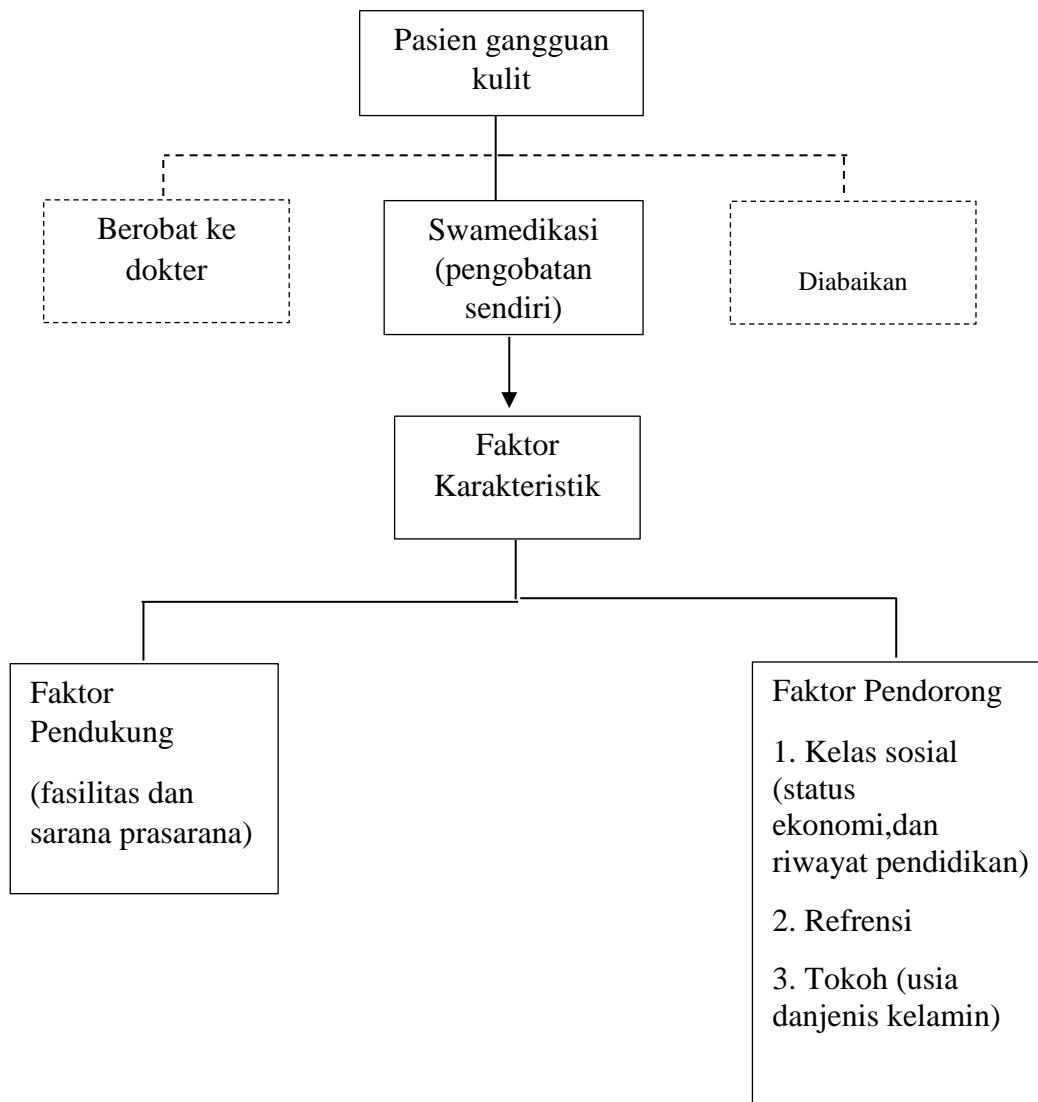 Pasien gangguan
kulit
Berobat ke
dokter
Swamedikasi
(pengobatan
sendiri)
Diabaikan
Faktor
Karakteristik
Faktor
Pendukung
(fasilitas dan
sarana prasarana)
Faktor Pendorong
1. Kelas sosial
(status
ekonomi,dan
riwayat pendidikan)
2. Refrensi
3. Tokoh (usia
danjenis kelamin)